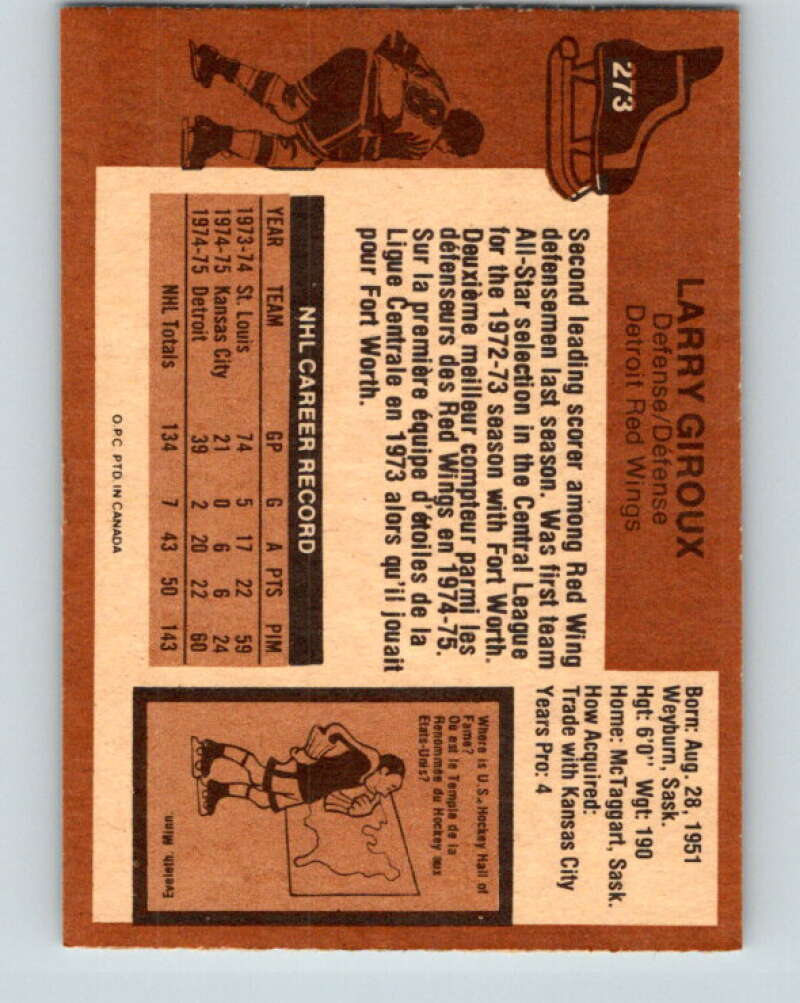 273
LARRY GIROUX
Defense/Défense
Detroit Red Wings
Born: Aug. 28, 1951
Weyburn, Sask.
Hgt: 6'0" Wgt: 190
Home: McTaggart, Sask.
How Acquired:
Trade with Kansas City
Years Pro: 4
Second leading scorer among Red Wing
defensemen last season. Was first team
All-Star selection in the Central League
for the 1972-73 season with Fort Worth.
Deuxième meilleur compteur parmi les
défenseurs des Red Wings en 1974-75.
Sur la première équipe d'étoiles de la
Ligue Centrale en 1973 alors qu'il jouait
pour Fort Worth.
NHL CAREER RECORD
YEAR TEAM GP G A PTS PIM
1973-74 St. Louis 74 5 17 22 59
1974-75 Kansas City 21 0 6 6 24
1974-75 Detroit 39 2 20 22 60
NHL Totals 134 7 43 50 143
O.P.C. PTD. IN CANADA
Where is U.S. Hockey Hall of
Fame?
Où est le Temple de la
Renommée du Hockey aux
Etats-Unis?
Eveleth,
Minn.
8